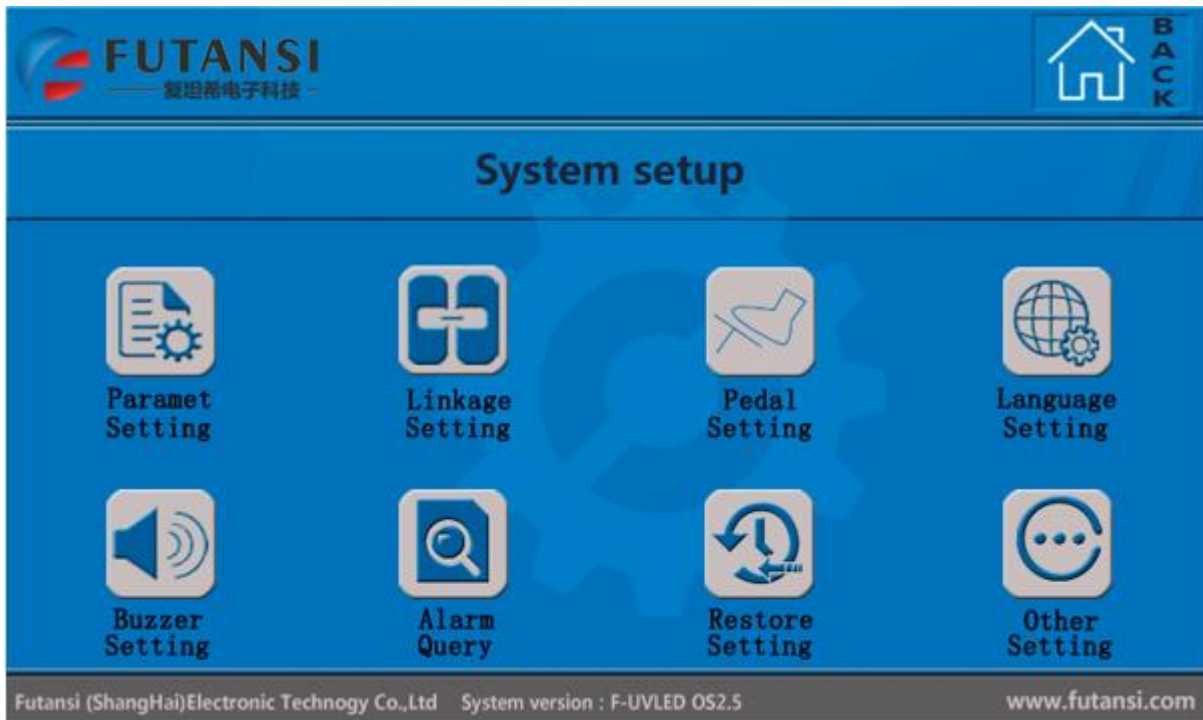 FUTANSI
复坦希电子科技
BACK
System setup
Paramet
Setting
Linkage
Setting
Pedal
Setting
Language
Setting
Buzzer
Setting
Alarm
Query
Restore
Setting
Other
Setting
Futansi (ShangHai)Electronic Technogy Co.,Ltd System version : F-UVLED OS2.5 www.futansi.com